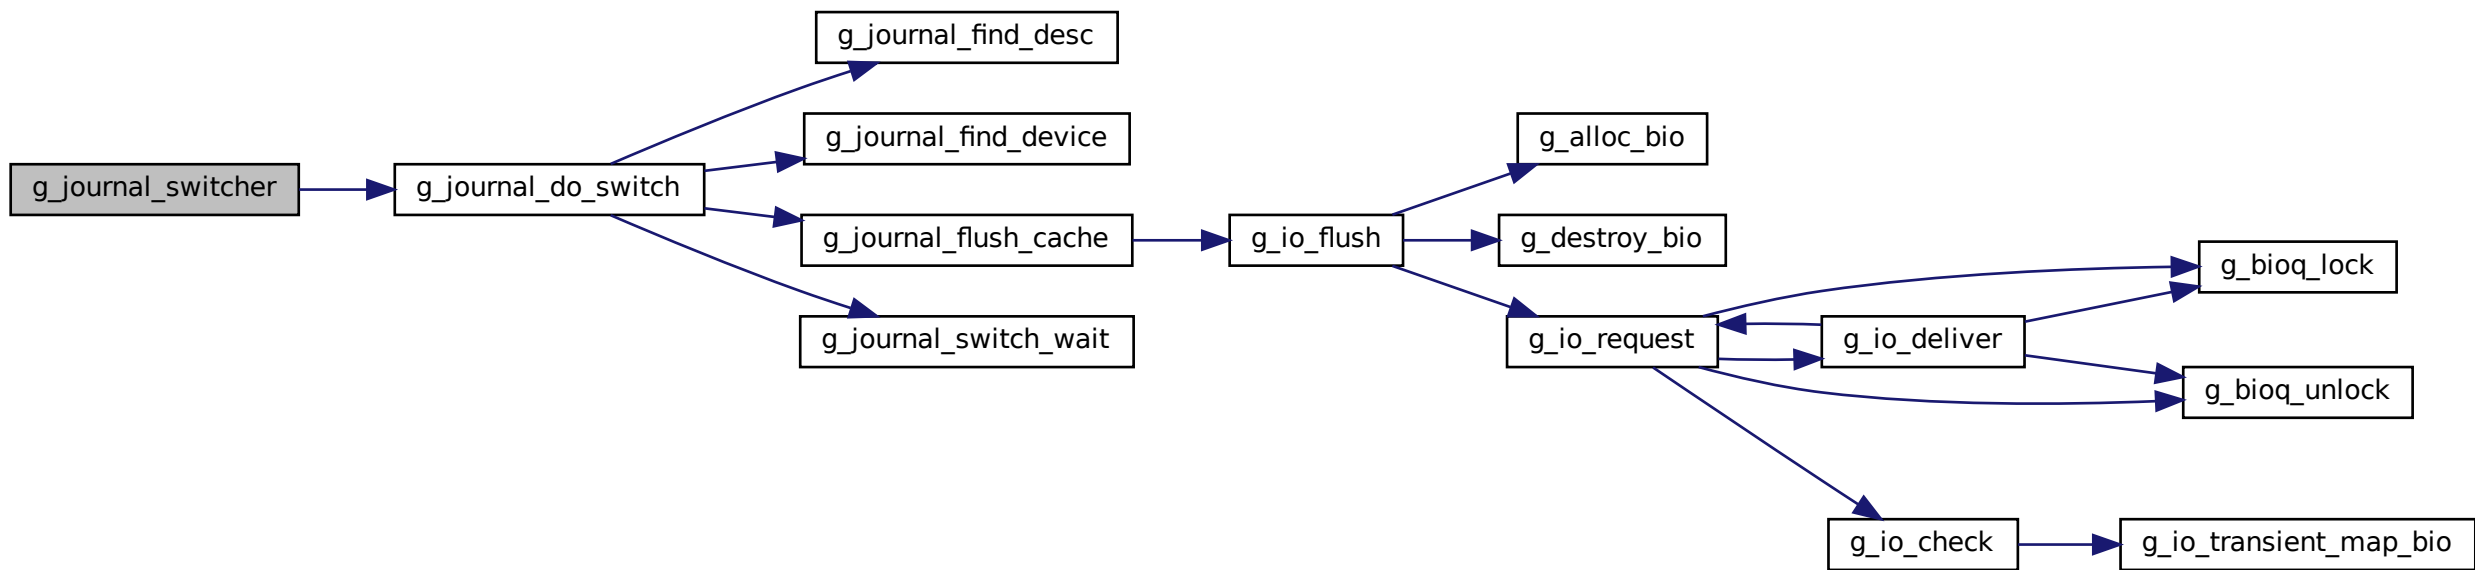 g_journal_find_desc
g_journal_find_device
g_alloc_bio
g_journal_switcher
g_journal_do_switch
g_journal_flush_cache
g_io_flush
g_destroy_bio
g_bioq_lock
g_journal_switch_wait
g_io_request
g_io_deliver
g_bioq_unlock
g_io_check
g_io_transient_map_bio